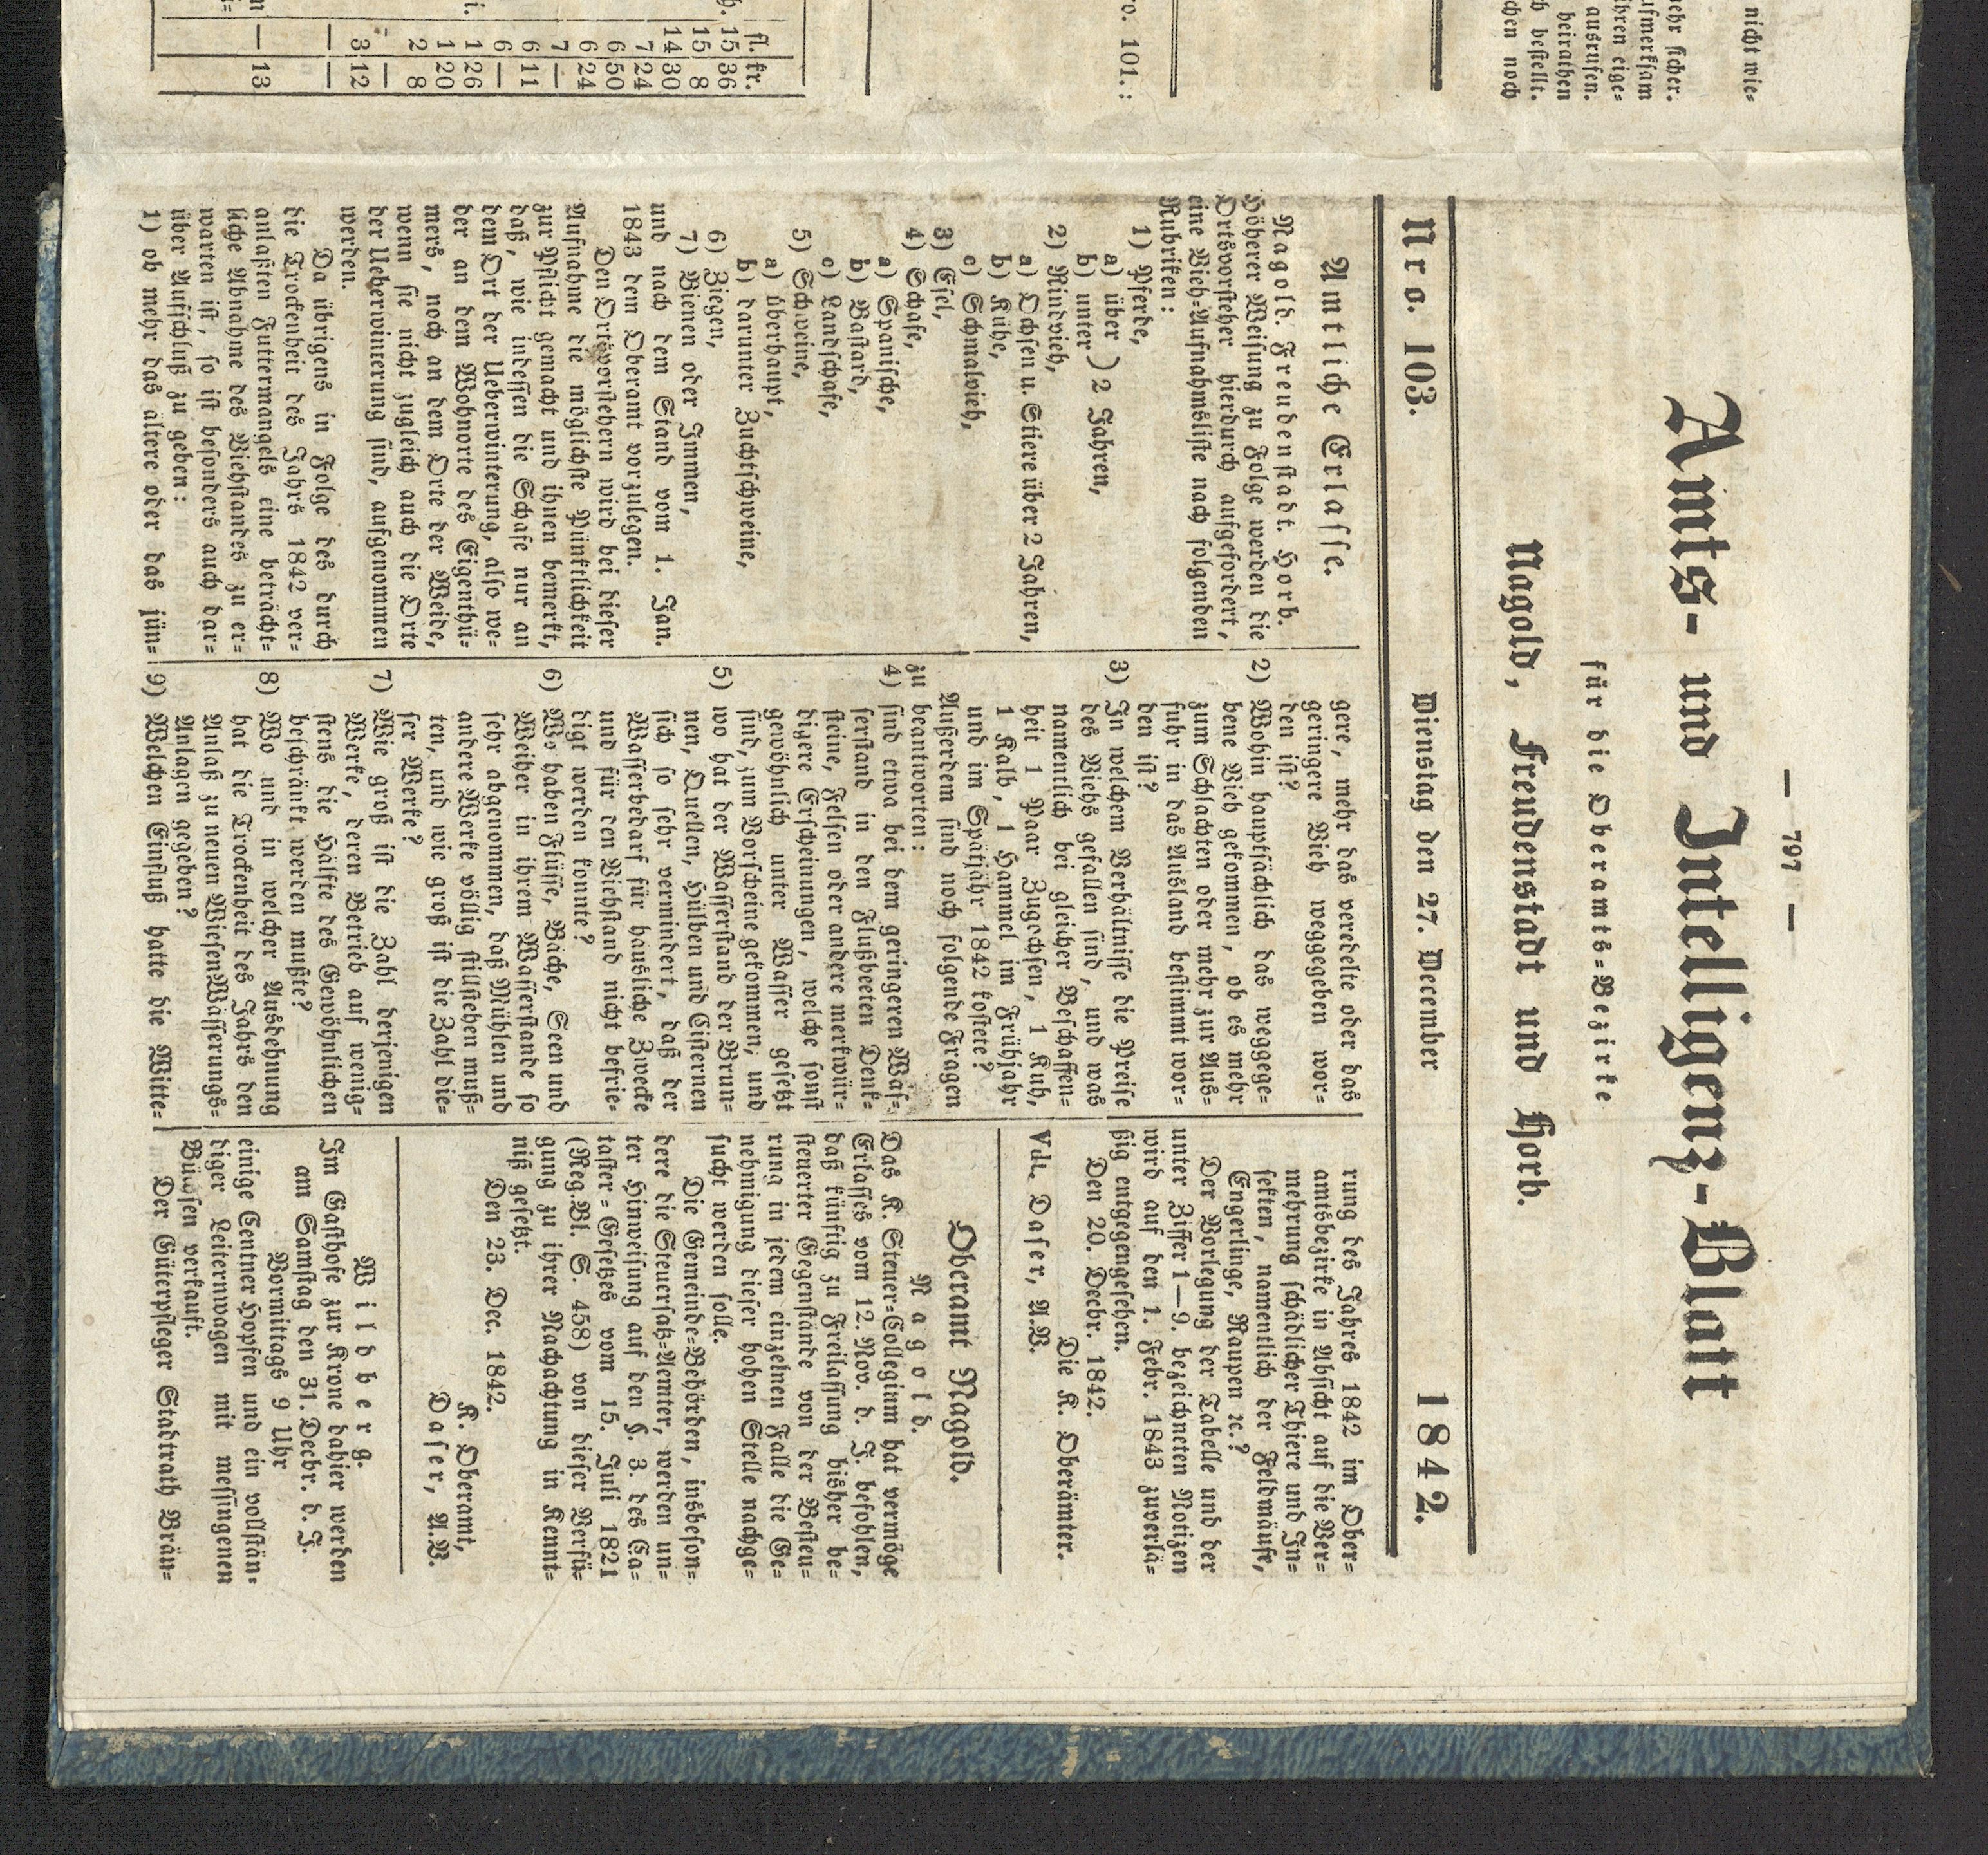 — 797 —
Amts- und Intelligenz-Blatt
für die Oberamts-Bezirke
Nagold, Freudenstadt und Horb.
Nro. 103.
Dienstag den 27. December
1842.
Amtliche Erlasse.
Nagold. Freudenstadt. Horb.
Höherer Weisung zu Folge werden die
Ortsvorsteher hierdurch aufgefordert,
eine Vieh-Aufnahmsliste nach folgenden
Rubriken:
1) Pferde,
a) über ) 2 Jahren,
b) unter
2) Rindvieh,
a) Ochsen u. Stiere über 2 Jahren,
b) Kühe,
c) Schmalvieh,
3) Esel,
4) Schafe,
a) Spanische,
b) Bastard,
c) Landschafe,
5) Schweine,
a) überhaupt,
b) darunter Zuchtschweine,
6) Ziegen,
7) Bienen oder Immen,
und nach dem Stand vom 1. Jan.
1843 dem Oberamt vorzulegen.
Den Ortsvorstehern wird bei dieser
Aufnahme die möglichste Pünktlichkeit
zur Pflicht gemacht und ihnen bemerkt,
daß, wie indessen die Schafe nur an
dem Ort der Ueberwinterung, also we-
der an dem Wohnorte des Eigenthü-
mers, noch an dem Orte der Weide,
wenn sie nicht zugleich auch die Orte
der Ueberwinterung sind, aufgenommen
werden.
Da übrigens in Folge des durch
die Trockenheit des Jahrs 1842 ver-
anlaßten Futtermangels eine beträcht-
liche Abnahme des Viehstandes zu er-
warten ist, so ist besonders auch dar-
über Aufschluß zu geben:
1) ob mehr das ältere oder das jün-
gere, mehr das veredelte oder das
geringere Vieh weggegeben wor-
den ist?
2) Wohin hauptsächlich das weggege-
bene Vieh gekommen, ob es mehr
zum Schlachten oder mehr zur Aus-
fuhr in das Ausland bestimmt wor-
den ist?
3) In welchem Verhältnisse die Preise
des Viehs gefallen sind, und was
namentlich bei gleicher Beschaffen-
heit 1 Paar Zugochsen, 1 Kuh,
1 Kalb, 1 Hammel im Frühjahr
und im Spätjahr 1842 kostete?
Außerdem sind noch folgende Fragen
zu beantworten:
4) sind etwa bei dem geringeren Was-
serstand in den Flußbeeten Denk-
steine, Felsen oder andere merkwür-
digere Erscheinungen, welche sonst
gewöhnlich unter Wasser gesetzt
sind, zum Vorscheine gekommen, und
5) wo hat der Wasserstand der Brun-
nen, Quellen, Hülben und Cisternen
sich so sehr vermindert, daß der
Wasserbedarf für häusliche Zwecke
und für den Viehstand nicht befrie-
digt werden konnte?
6) Wo haben Flüsse, Bäche, Seen und
Weiher in ihrem Wasserstande so
sehr abgenommen, daß Mühlen und
andere Werke völlig stillstehen muß-
ten, und wie groß ist die Zahl die-
ser Werke?
7) Wie groß ist die Zahl derjenigen
Werke, deren Betrieb auf wenig-
stens die Hälfte des Gewöhnlichen
beschränkt werden mußte?
8) Wo und in welcher Ausdehnung
hat die Trockenheit des Jahrs den
Anlaß zu neuen WiesenWässerungs-
Anlagen gegeben?
9) Welchen Einfluß hatte die Witte-
rung des Jahres 1842 im Ober-
amtsbezirke in Absicht auf die Ver-
mehrung schädlicher Thiere und In-
sekten, namentlich der Feldmäuse,
Engerlinge, Raupen ꝛc.?
Der Vorlegung der Tabelle und der
unter Ziffer 1—9. bezeichneten Notizen
wird auf den 1. Febr. 1843 zuverlä-
ßig entgegengesehen.
Den 20. Decbr. 1842.
Die K. Oberämter.
Vdt. Daser, A.V.
Oberamt Nagold.
Nagold.
Das K. Steuer-Collegium hat vermöge
Erlasses vom 12. Nov. d. J. befohlen,
daß künftig zu Freilassung bisher be-
steuerter Gegenstände von der Besteu-
rung in jedem einzelnen Falle die Ge-
nehmigung dieser hohen Stelle nachge-
sucht werden solle.
Die Gemeinde-Behörden, insbeson-
dere die Steuersatz-Aemter, werden un-
ter Hinweisung auf den §. 3. des Ca-
taster-Gesetzes vom 15. Juli 1821
(Reg.Bl. S. 458) von dieser Verfü-
gung zu ihrer Nachachtung in Kennt-
niß gesetzt.
Den 23. Dec. 1842.
K. Oberamt,
Daser, A.V.
Wildberg.
Im Gasthofe zur Krone dahier werden
am Samstag den 31. Decbr. d. J.
Vormittags 9 Uhr
einige Centner Hopfen und ein vollstän-
diger Leiternwagen mit messingenen
Büchsen verkauft.
Der Güterpfleger Stadtrath Brän-
nicht wie-
ehr sicher.
ufmerksam
hren eige-
ausrufen.
beirathen
h bestellt.
chen noch
ro. 101.:
fl. kr.
15 36
15 8
14 30
7 24
6 50
6 24
7 —
6 11
6 —
1 26
1 20
2 8
— —
3 12
— —
— 13